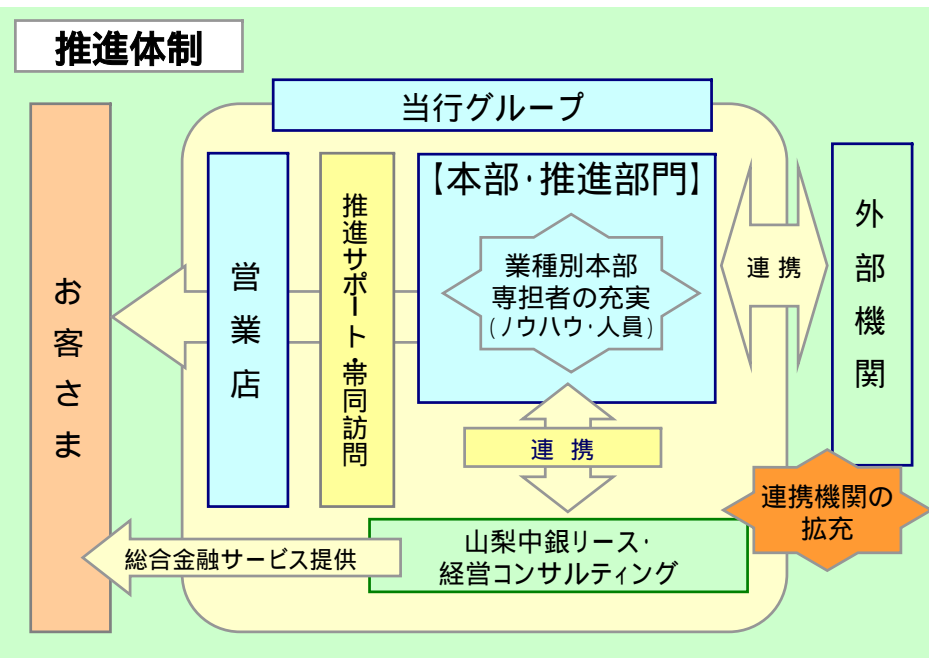 推進体制
当行グループ
お客さま
営業店
推進サポート・帯同訪問
【本部・推進部門】
業種別本部
専担者の充実
(ノウハウ・人員)
連携
外部機関
連携
連携機関の
拡充
山梨中銀リース・
経営コンサルティング
総合金融サービス提供